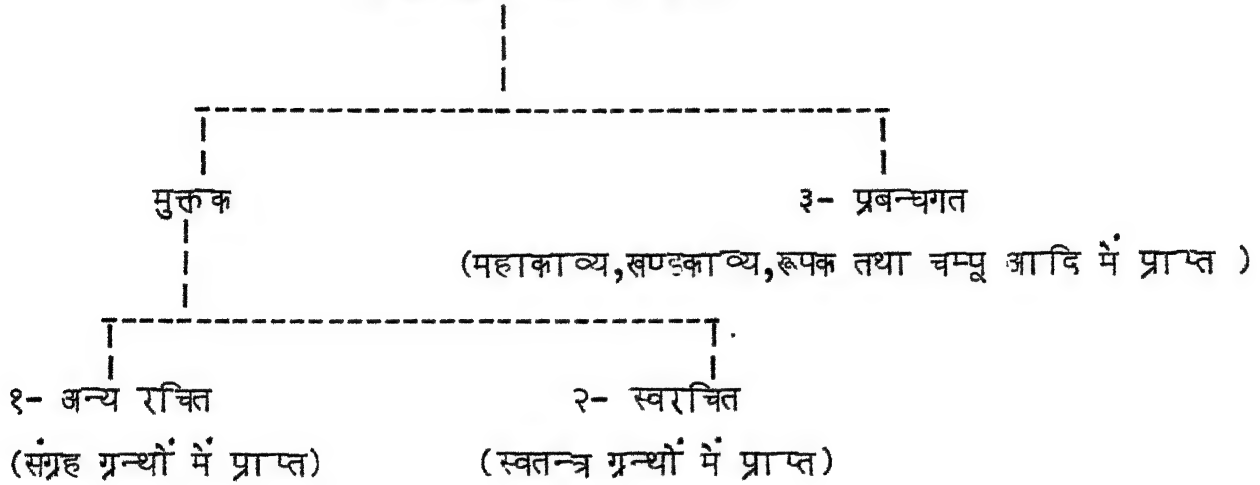 मुक्तक ३- प्रबन्धगत
(महाकाव्य,खण्डकाव्य,रूपक तथा चम्पू आदि में प्राप्त )
१- अन्य रचित २- स्वरचित
(संग्रह ग्रन्थों में प्राप्त) (स्वतन्त्र ग्रन्थों में प्राप्त)